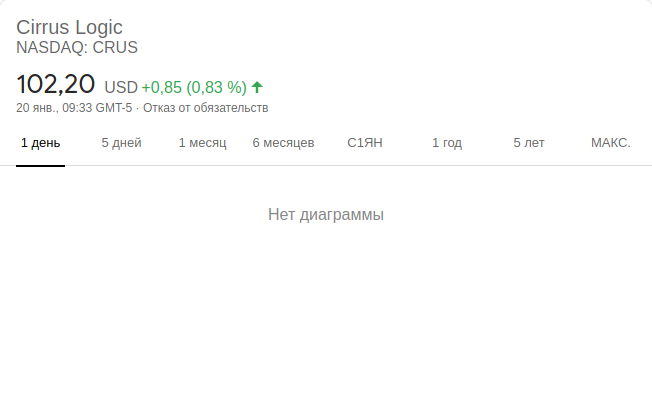 Cirrus Logic
NASDAQ: CRUS
102,20 USD +0,85 (0,83 %)
20 янв., 09:33 GMT-5 · Отказ от обязательств
1 день 5 дней 1 месяц 6 месяцев С1ЯН 1 год 5 лет МАКС.
Нет диаграммы